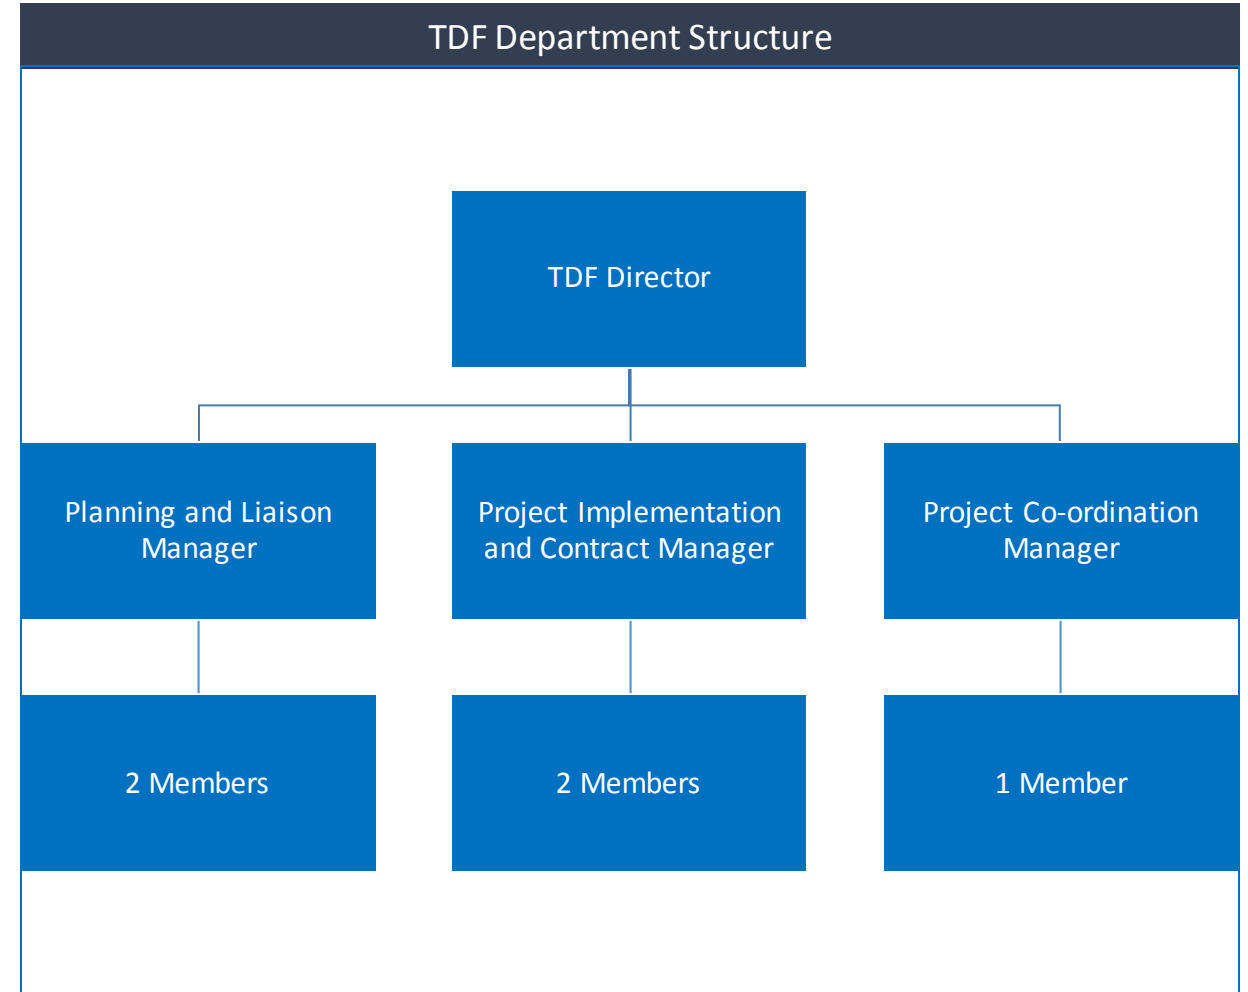 TDF Department Structure
TDF Director
Planning and Liaison
Manager
Project Implementation
and Contract Manager
Project Co-ordination
Manager
2 Members
2 Members
1 Member